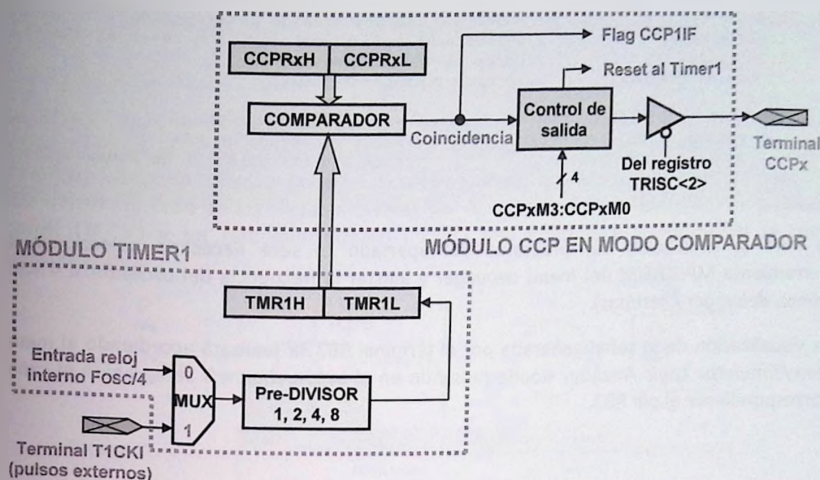 Flag CCP1IF
CCPRxH CCPRxL
Reset al Timer1
COMPARADOR
Coincidencia
Control de
salida
Terminal
CCPx
Del registro
TRISC<2>
4
CCPxM3:CCPxM0
MÓDULO CCP EN MODO COMPARADOR
MÓDULO TIMER1
TMR1H TMR1L
Entrada reloj
interno FOSC/4
0
MUX
1
Pre-DIVISOR
1, 2, 4, 8
Terminal T1CKI
(pulsos externos)